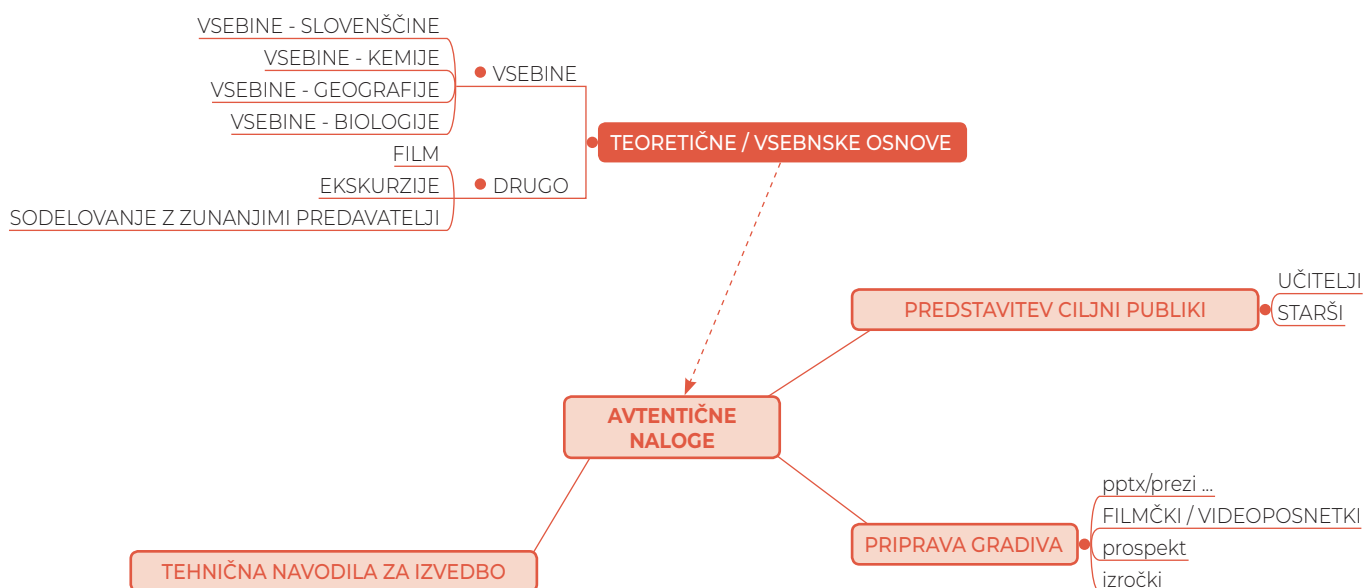 VSEBINE - SLOVENŠČINE
VSEBINE - KEMIJE
VSEBINE - GEOGRAFIJE
VSEBINE - BIOLOGIJE
VSEBINE
FILM
EKSKURZIJE
SODELOVANJE Z ZUNANJIMI PREDAVATELJI
DRUGO
TEORETIČNE / VSEBNSKE OSNOVE
PREDSTAVITEV CILJNI PUBLIKI
UČITELJI
STARŠI
AVTENTIČNE
NALOGE
PRIPRAVA GRADIVA
pptx/prezi ...
FILMČKI / VIDEOPOSNETKI
prospekt
izročki
TEHNIČNA NAVODILA ZA IZVEDBO